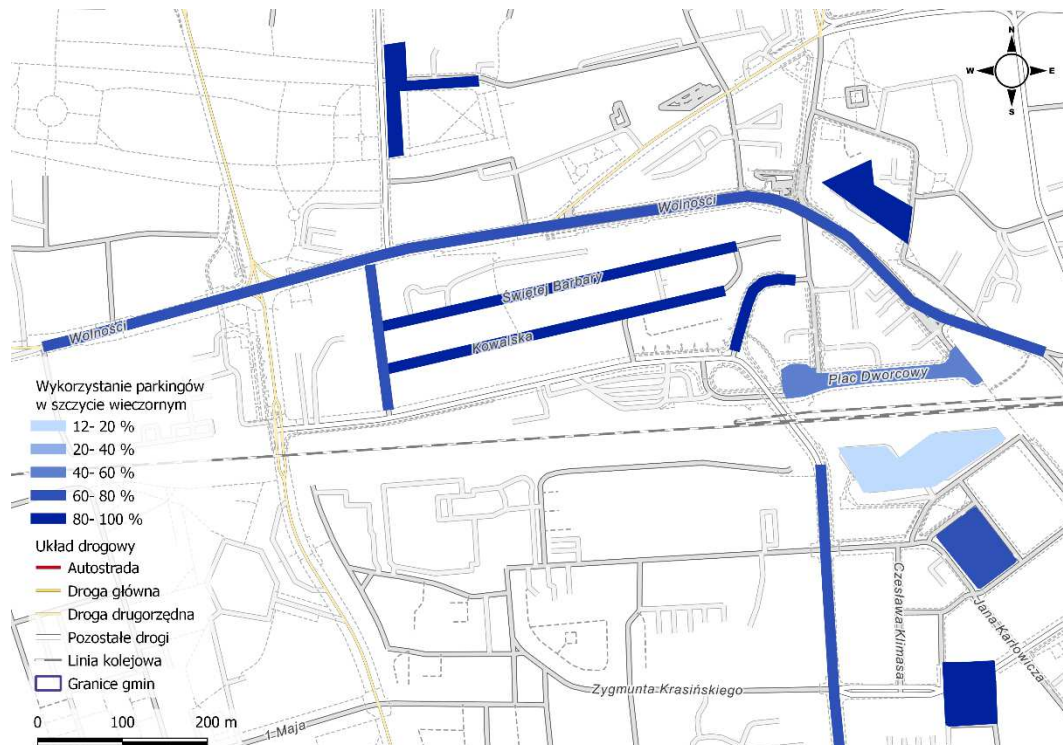 N
W
E
S
Wolności
Wolności
Świętej Barbary
Kowalska
Plac Dworcowy
Wykorzystanie parkingów
w szczycie wieczornym
12- 20 %
20- 40 %
40- 60 %
60- 80 %
80- 100 %
Układ drogowy
Autostrada
Droga główna
Droga drugorzędna
Pozostałe drogi
Linia kolejowa
Granice gmin
0 100 200 m
1 Maja
Zygmunta Krasińskiego
Czesława Klimasa
Jana Karłowicza